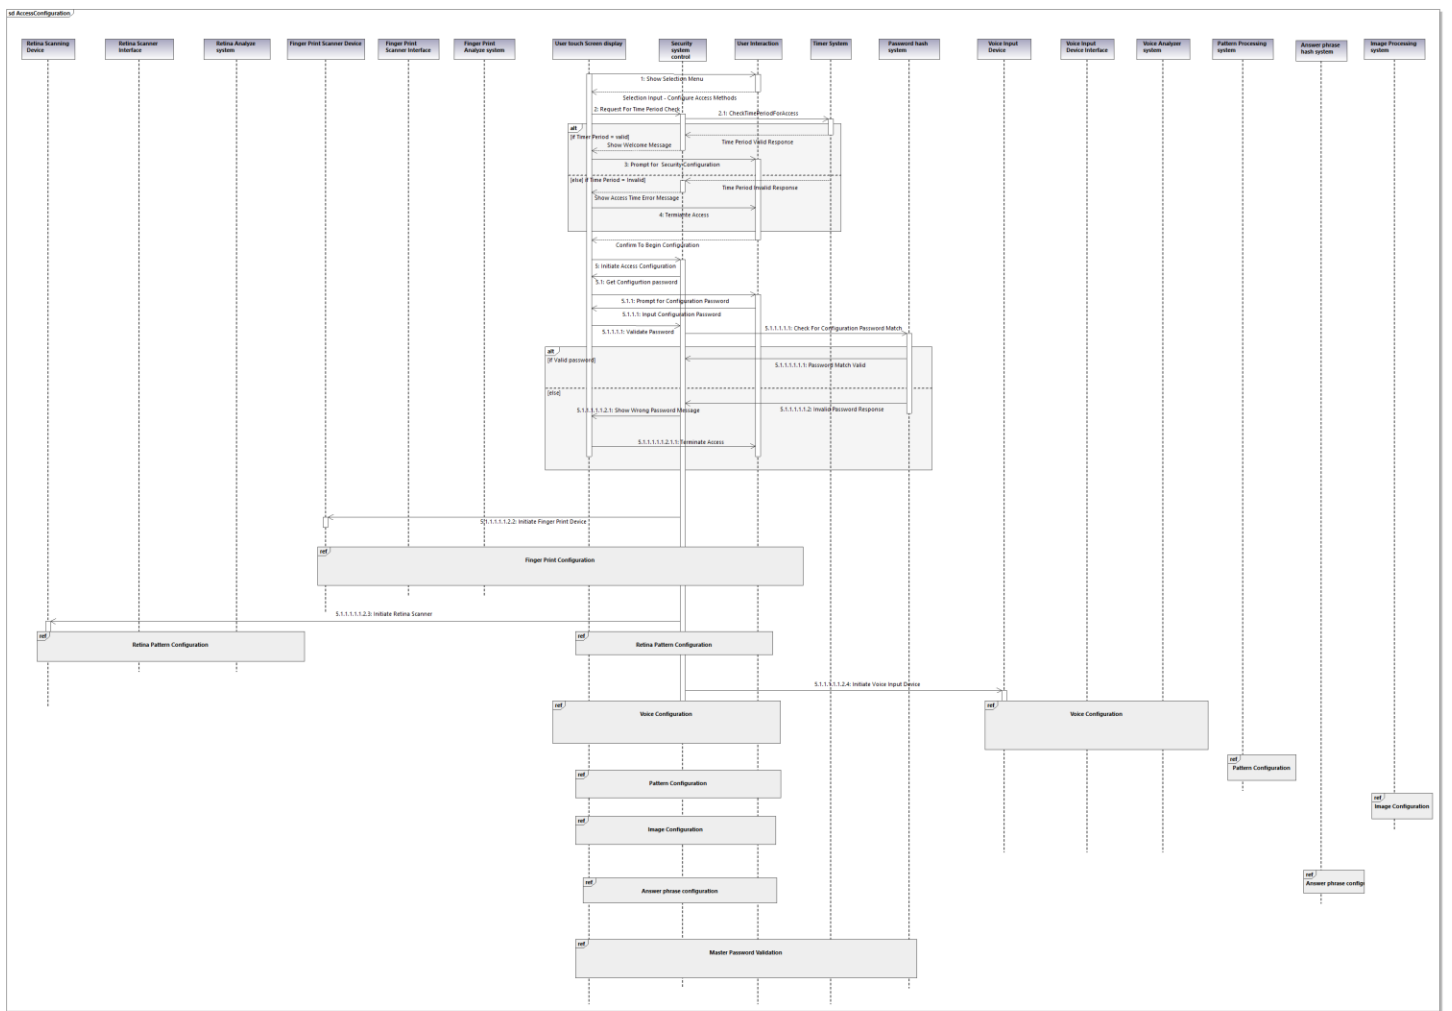 sd AccessConfiguration
Retina Scanning
Device
Retina Scanner
Interface
Retina Analyze
system
Finger Print Scanner Device
Finger Print
Scanner Interface
Finger Print
Analyze system
User touch Screen display
Security
system
control
User Interaction
Timer System
Password hash
system
Voice Input
Device
Voice Input
Device Interface
Voice Analyzer
system
Pattern Processing
system
Answer phrase
hash system
Image Processing
system
1: Show Selection Menu
Selection Input - Configure Access Methods
2: Request For Time Period Check
2.1: CheckTimePeriodForAccess
alt
[if Timer Period = valid]
Time Period Valid Response
Show Welcome Message
3: Prompt for Security Configuration
[else] If Time Period = Invalid]
Time Period Invalid Response
Show Access Time Error Message
4: Termiante Access
Confirm To Begin Configuration
5: Initiate Access Configuration
5.1: Get Configurtion password
5.1.1: Prompt for Configuration Password
5.1.1.1: Input Configuration Password
5.1.1.1.1: Validate Password
5.1.1.1.1.1: Check For Configuration Password Match
alt
[if Valid password]
5.1.1.1.1.1.1: Password Match Valid
[else]
5.1.1.1.1.1.2: Invalid Password Response
5.1.1.1.1.1.2.1: Show Wrong Password Message
5.1.1.1.1.1.2.1.1: Terminate Access
5.1.1.1.1.1.2.2: Initiate Finger Print Device
ref
Finger Print Configuration
5.1.1.1.1.1.2.3: Initiate Retina Scanner
ref
Retina Pattern Configuration
ref
Retina Pattern Configuration
5.1.1.1.1.1.2.4: Initiate Voice Input Device
ref
Voice Configuration
ref
Voice Configuration
ref
Pattern Configuration
ref
Pattern Configuration
ref
Image Configuration
ref
Image Configuration
ref
Answer phrase configuration
ref
Answer phrase configu
ref
Master Password Validation